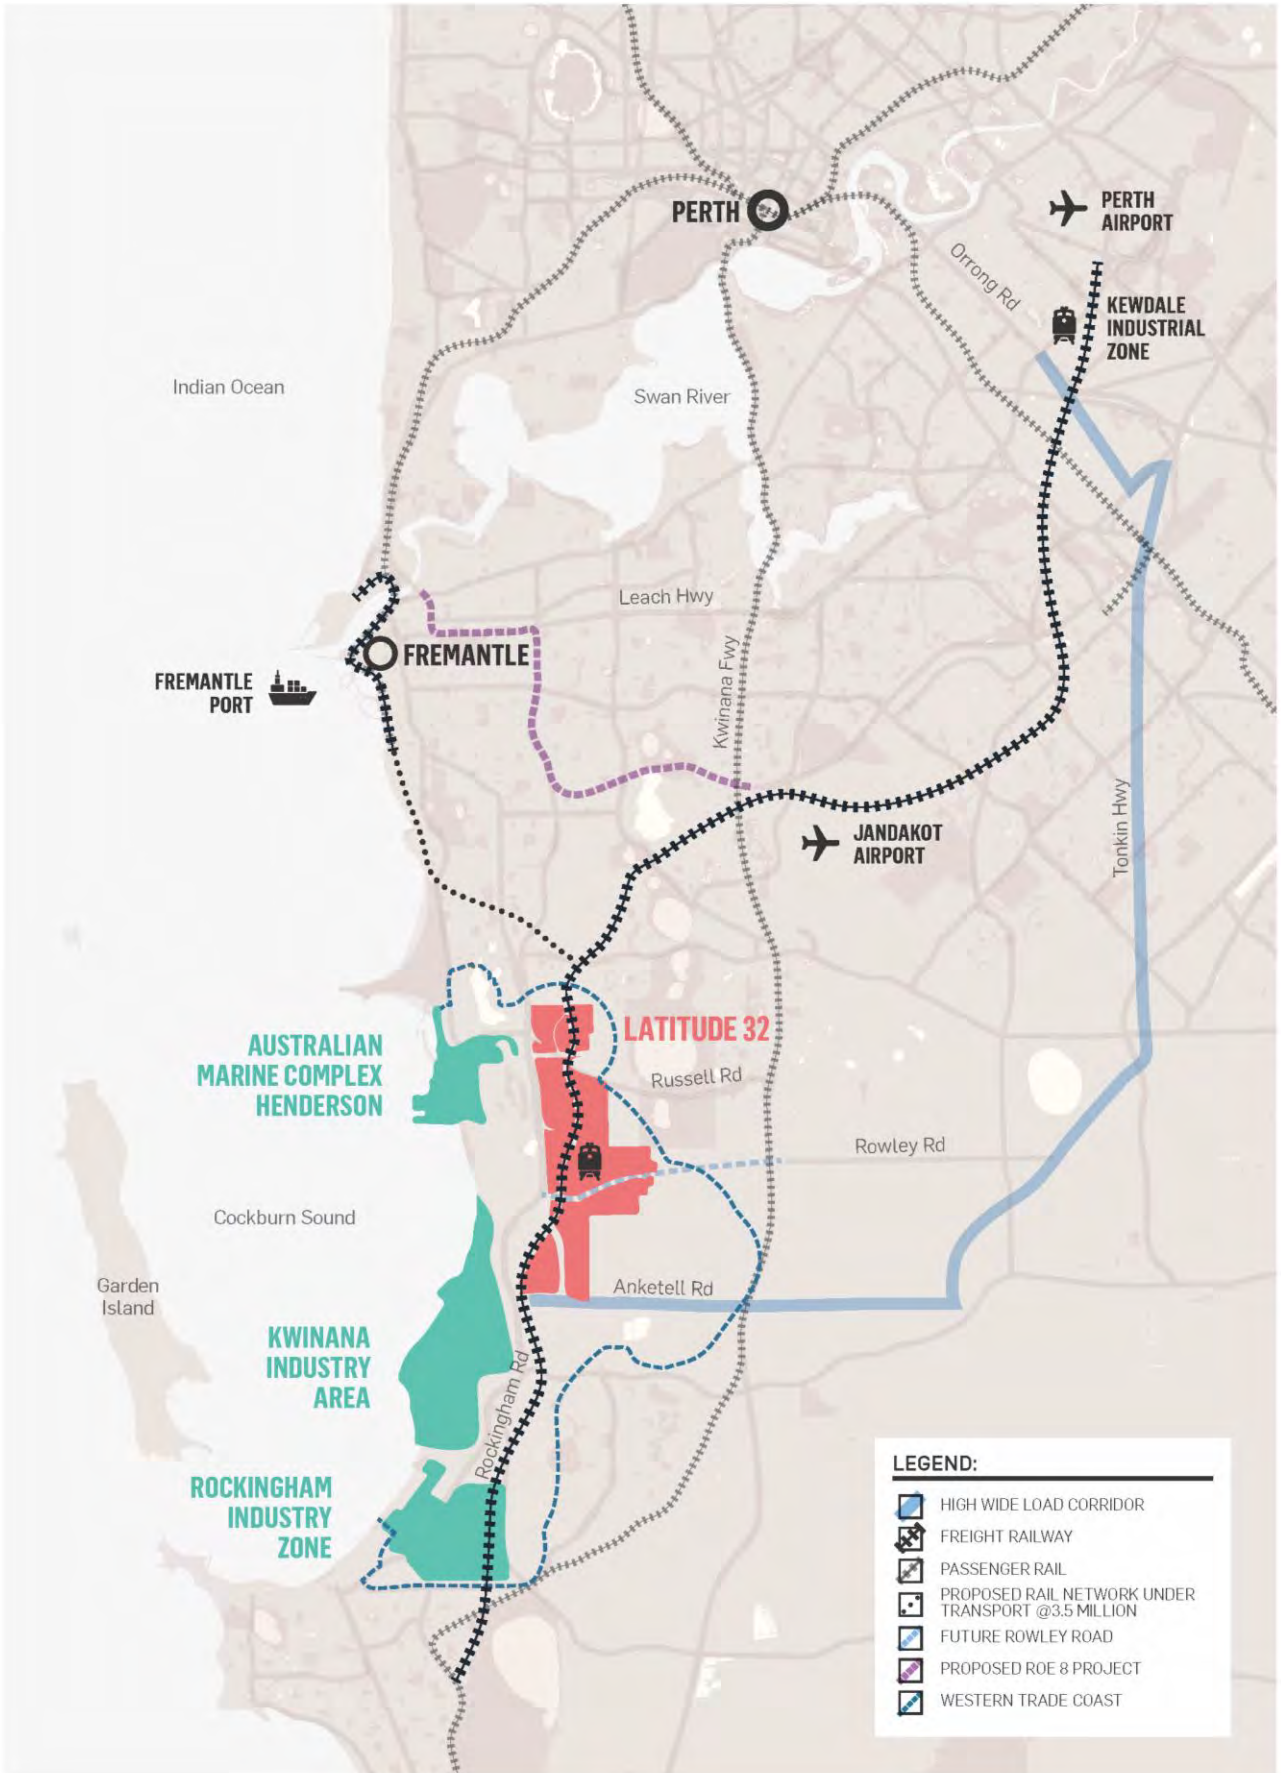 PERTH
PERTH
AIRPORT
Orrong Rd
KEWDALE
INDUSTRIAL
ZONE
Indian Ocean
Swan River
Leach Hwy
FREMANTLE
Kwinana Fwy
FREMANTLE
PORT
Tonkin Hwy
JANDAKOT
AIRPORT
LATITUDE 32
AUSTRALIAN
MARINE COMPLEX
HENDERSON
Russell Rd
Rowley Rd
Cockburn Sound
Garden
Island
Anketell Rd
KWINANA
INDUSTRY
AREA
Rockingham Rd
ROCKINGHAM
INDUSTRY
ZONE
LEGEND:
HIGH WIDE LOAD CORRIDOR
FREIGHT RAILWAY
PASSENGER RAIL
PROPOSED RAIL NETWORK UNDER
TRANSPORT @3.5 MILLION
FUTURE ROWLEY ROAD
PROPOSED ROE 8 PROJECT
WESTERN TRADE COAST